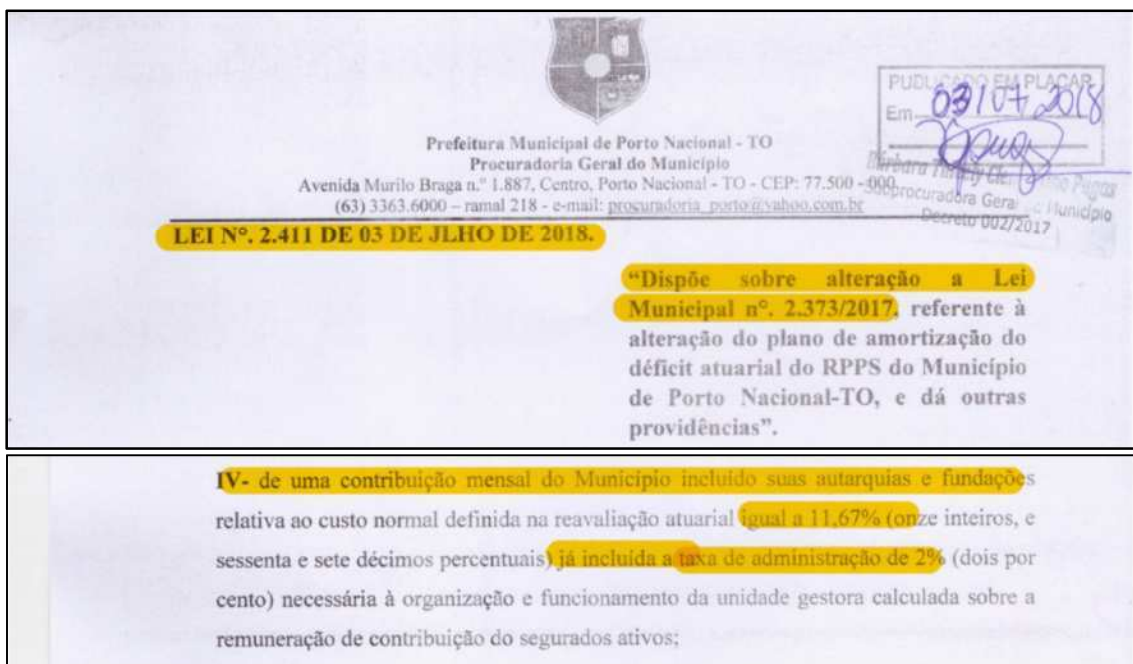 PUBLICADO EM PLACAR
Em 03/07/2018
Prefeitura Municipal de Porto Nacional - TO
Procuradoria Geral do Município
Avenida Murilo Braga n.º 1.887, Centro, Porto Nacional - TO - CEP: 77.500 - 000
(63) 3363.6000 – ramal 218 - e-mail: procuradoria_porto@yahoo.com.br
Subprocuradora Geral do Município
Decreto 002/2017
LEI Nº. 2.411 DE 03 DE JLHO DE 2018.
“Dispõe sobre alteração a Lei
Municipal nº. 2.373/2017, referente à
alteração do plano de amortização do
déficit atuarial do RPPS do Município
de Porto Nacional-TO, e dá outras
providências”.
IV- de uma contribuição mensal do Município incluido suas autarquias e fundações
relativa ao custo normal definida na reavaliação atuarial igual a 11,67% (onze inteiros, e
sessenta e sete décimos percentuais) já incluída a taxa de administração de 2% (dois por
cento) necessária à organização e funcionamento da unidade gestora calculada sobre a
remuneração de contribuição do segurados ativos;